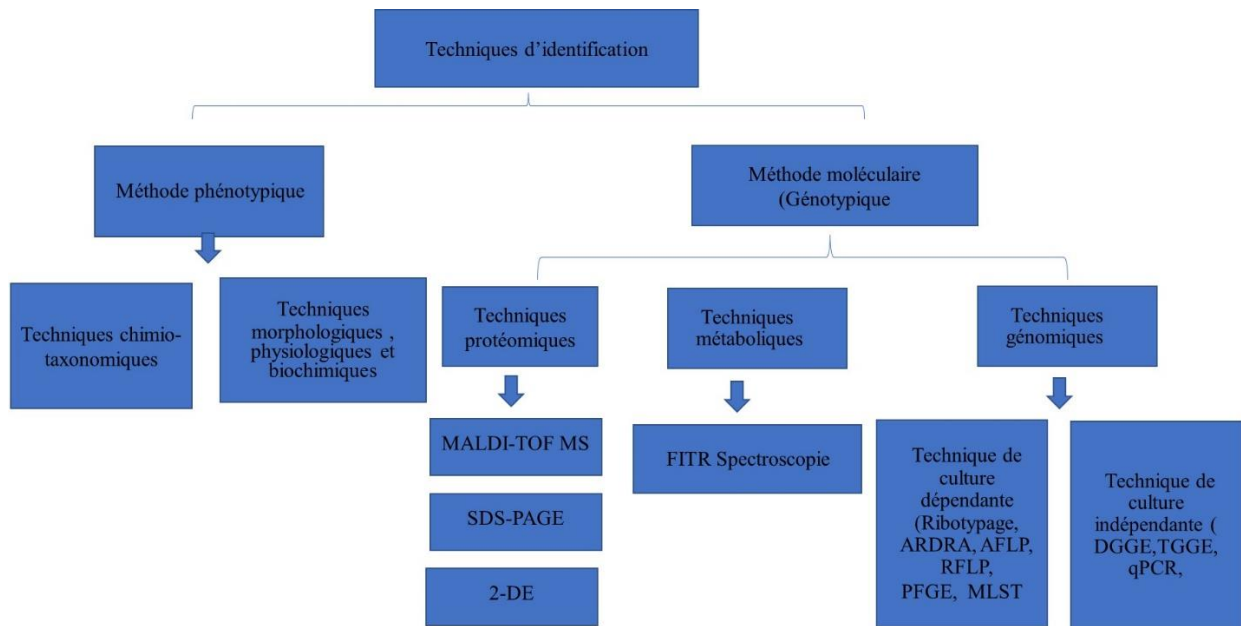 Techniques d’identification
Méthode phénotypique
Méthode moléculaire
(Génotypique
Techniques chimio-
taxonomiques
Techniques
morphologiques ,
physiologiques et
biochimiques
Techniques
protéomiques
Techniques
métaboliques
Techniques
génomiques
MALDI-TOF MS
SDS-PAGE
2-DE
FITR Spectroscopie
Technique de
culture
dépendante
(Ribotypage,
ARDRA, AFLP,
RFLP,
PFGE, MLST
Technique de
culture
indépendante (
DGGE,TGGE,
qPCR,